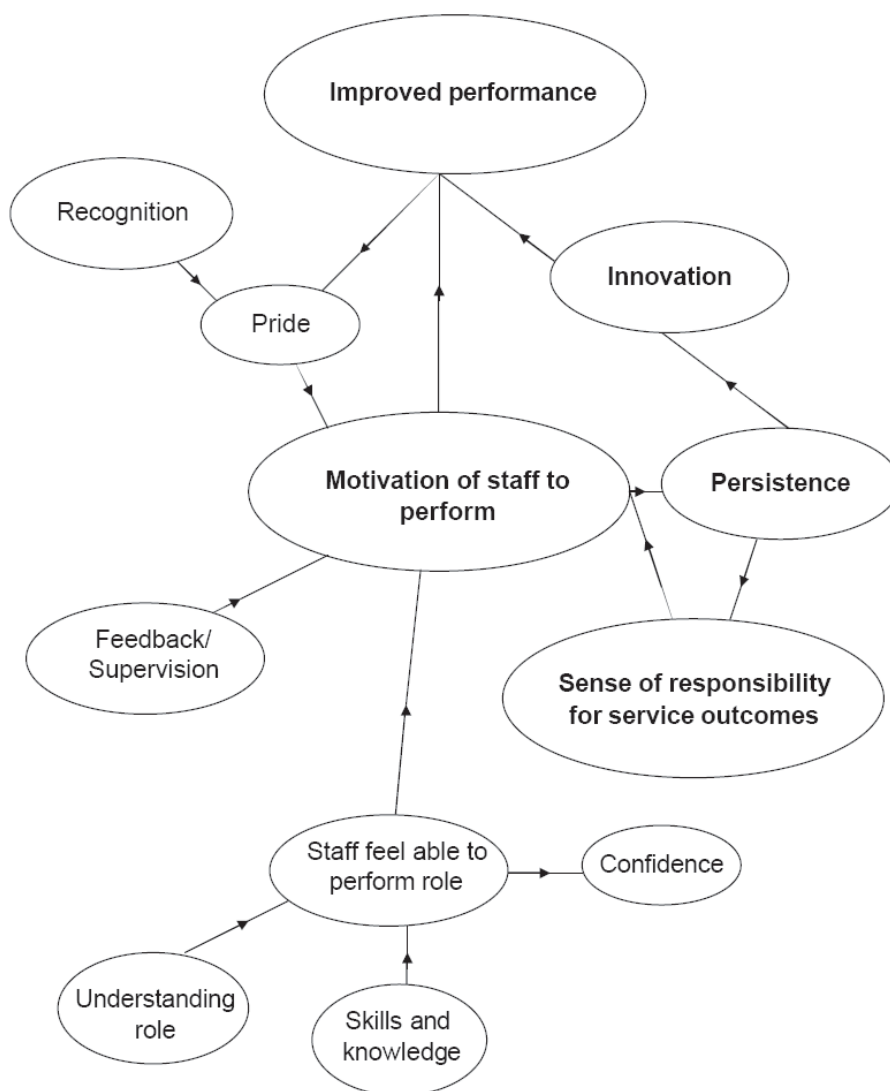 Improved performance
Recognition
Innovation
Pride
Motivation of staff to
perform
Persistence
Feedback/
Supervision
Sense of responsibility
for service outcomes
Staff feel able to
perform role
Confidence
Understanding
role
Skills and
knowledge